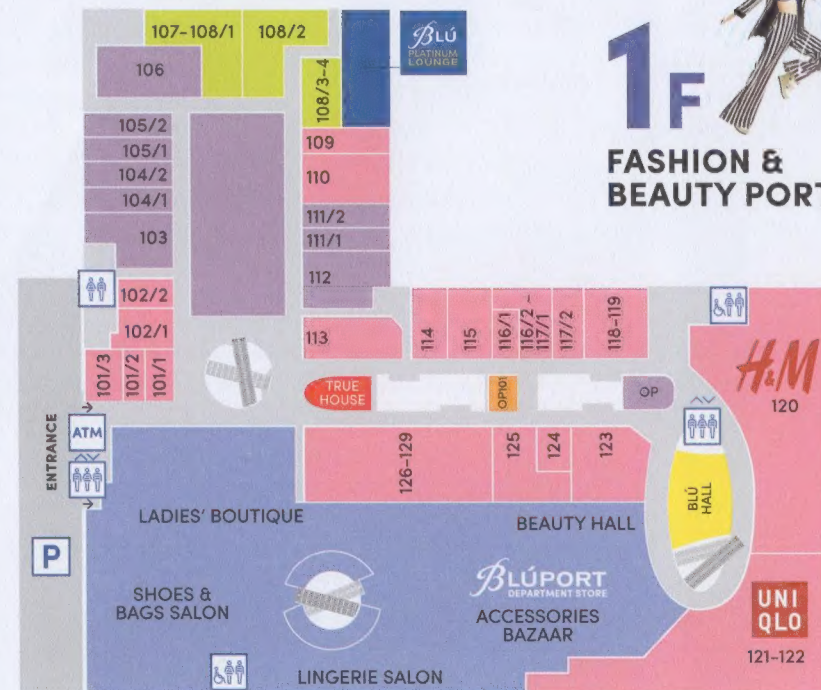 107-108/1
108/2
BLÚ
PLATINUM
LOUNGE
1F
106
108/3-4
FASHION &
BEAUTY PORT
105/2
105/1
104/2
104/1
103
109
110
111/2
111/1
112
102/2
102/1
101/3
101/2
101/1
113
114
115
116/1
116/2 –
117/1
117/2
118-119
H&M
120
TRUE
HOUSE
OP101
OP
ENTRANCE
ATM
126-129
125
124
123
BLÚ
HALL
LADIES' BOUTIQUE
BEAUTY HALL
P
SHOES &
BAGS SALON
BLÚPORT
DEPARTMENT STORE
ACCESSORIES
BAZAAR
UNI
QLO
121-122
LINGERIE SALON